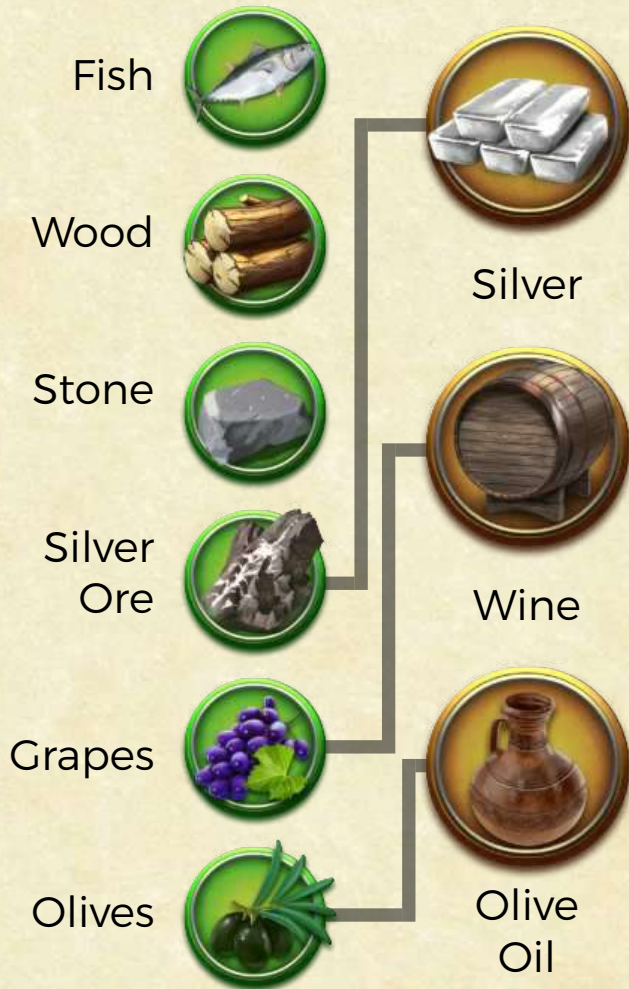 Fish
Wood
Stone
Silver
Ore
Grapes
Olives
Silver
Wine
Olive
Oil